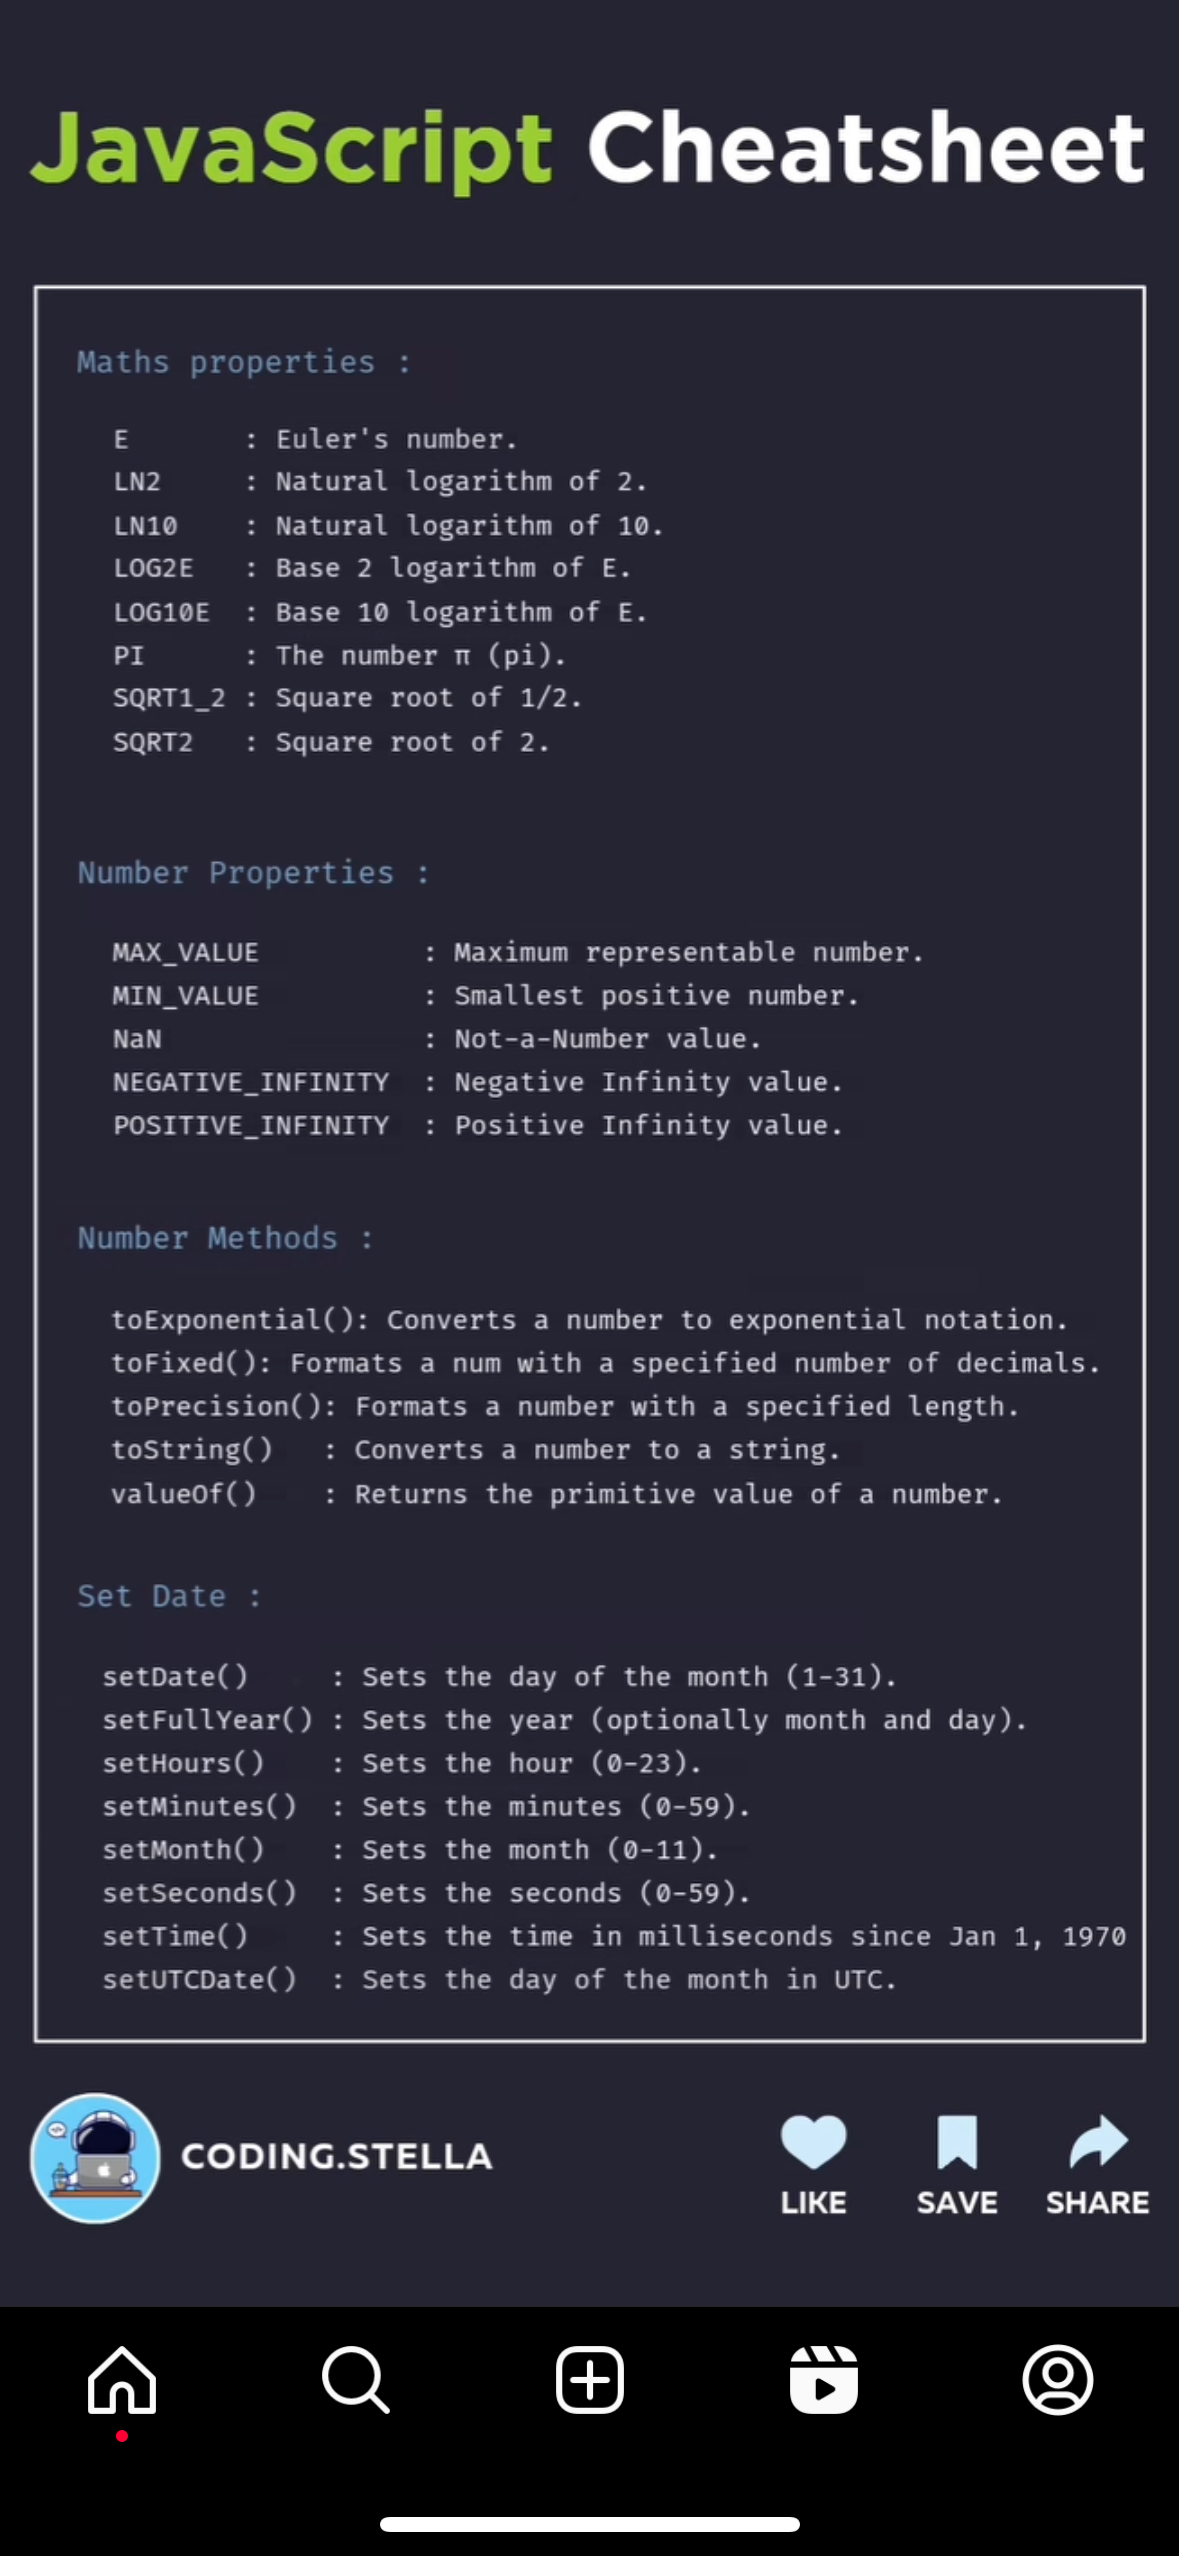 JavaScript Cheatsheet
Maths properties :
E : Euler's number.
LN2 : Natural logarithm of 2.
LN10 : Natural logarithm of 10.
LOG2E : Base 2 logarithm of E.
LOG10E : Base 10 logarithm of E.
PI : The number π (pi).
SQRT1_2 : Square root of 1/2.
SQRT2 : Square root of 2.
Number Properties :
MAX_VALUE : Maximum representable number.
MIN_VALUE : Smallest positive number.
NaN : Not-a-Number value.
NEGATIVE_INFINITY : Negative Infinity value.
POSITIVE_INFINITY : Positive Infinity value.
Number Methods :
toExponential(): Converts a number to exponential notation.
toFixed(): Formats a num with a specified number of decimals.
toPrecision(): Formats a number with a specified length.
toString() : Converts a number to a string.
valueOf() : Returns the primitive value of a number.
Set Date :
setDate() : Sets the day of the month (1-31).
setFullYear() : Sets the year (optionally month and day).
setHours() : Sets the hour (0-23).
setMinutes() : Sets the minutes (0-59).
setMonth() : Sets the month (0-11).
setSeconds() : Sets the seconds (0-59).
setTime() : Sets the time in milliseconds since Jan 1, 1970
setUTCDate() : Sets the day of the month in UTC.
CODING.STELLA
LIKE SAVE SHARE